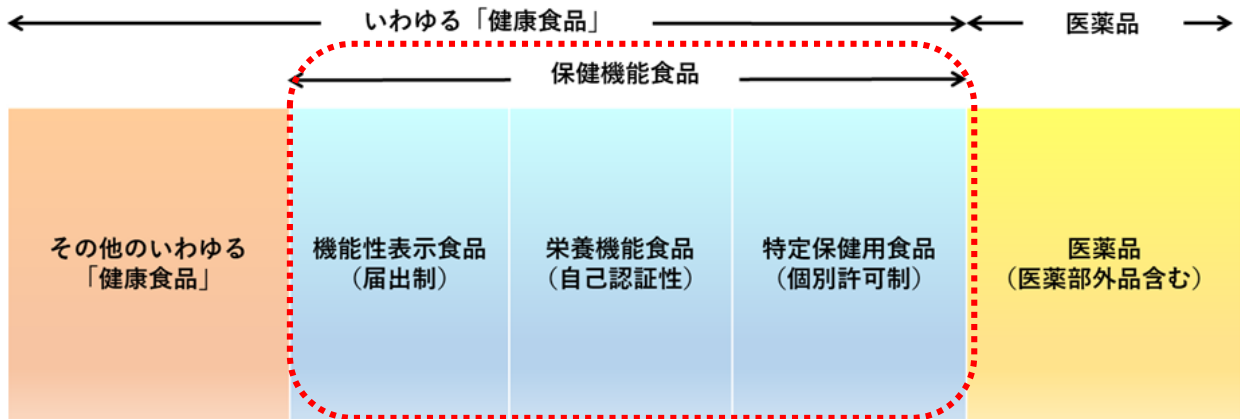 いわゆる「健康食品」
医薬品
保健機能食品
その他のいわゆる
「健康食品」
機能性表示食品
（届出制）
栄養機能食品
（自己認証性）
特定保健用食品
（個別許可制）
医薬品
（医薬部外品含む）